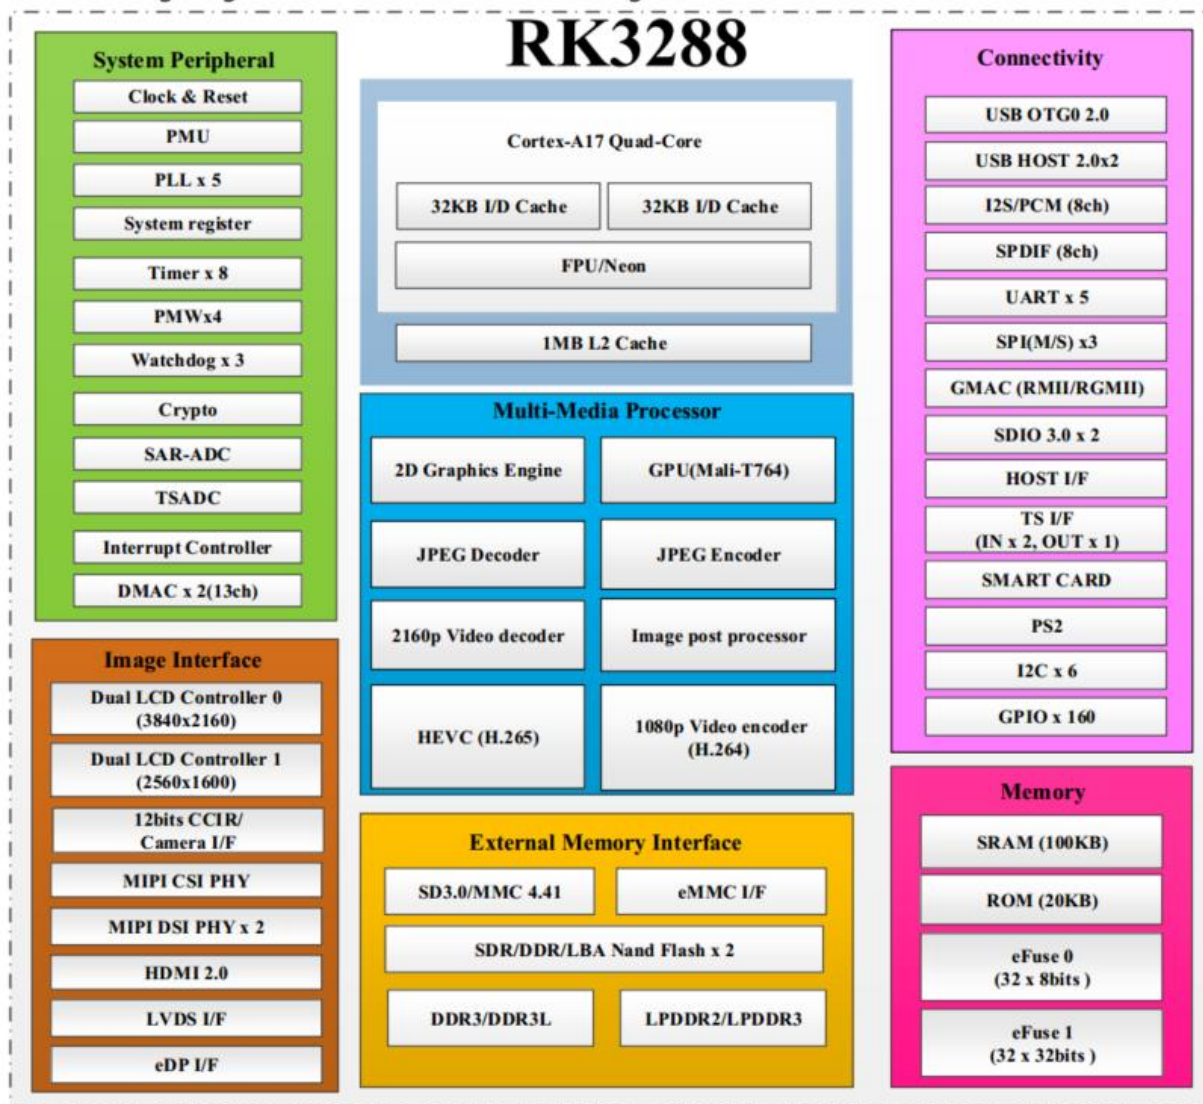 RK3288
System Peripheral
Clock & Reset
PMU
PLL x 5
System register
Timer x 8
PMWx4
Watchdog x 3
Crypto
SAR-ADC
TSADC
Interrupt Controller
DMAC x 2(13ch)
Image Interface
Dual LCD Controller 0
(3840x2160)
Dual LCD Controller 1
(2560x1600)
12bits CCIR/
Camera I/F
MIPI CSI PHY
MIPI DSI PHY x 2
HDMI 2.0
LVDS I/F
eDP I/F
Cortex-A17 Quad-Core
32KB I/D Cache
32KB I/D Cache
FPU/Neon
1MB L2 Cache
Multi-Media Processor
2D Graphics Engine
GPU(Mali-T764)
JPEG Decoder
JPEG Encoder
2160p Video decoder
Image post processor
HEVC (H.265)
1080p Video encoder
(H.264)
External Memory Interface
SD3.0/MMC 4.41
eMMC I/F
SDR/DDR/LBA Nand Flash x 2
DDR3/DDR3L
LPDDR2/LPDDR3
Connectivity
USB OTG0 2.0
USB HOST 2.0x2
I2S/PCM (8ch)
SPDIF (8ch)
UART x 5
SPI(M/S) x3
GMAC (RMII/RGMII)
SDIO 3.0 x 2
HOST I/F
TS I/F
(IN x 2, OUT x 1)
SMART CARD
PS2
I2C x 6
GPIO x 160
Memory
SRAM (100KB)
ROM (20KB)
eFuse 0
(32 x 8bits )
eFuse 1
(32 x 32bits )